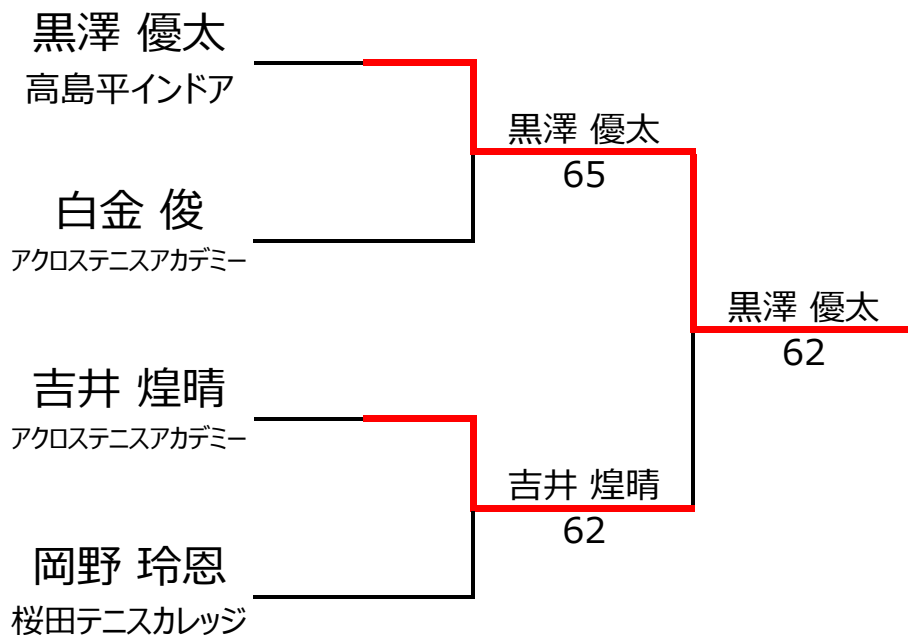 黒澤 優太
高島平インドア
白金 俊
アクロステニスアカデミー
吉井 煌晴
アクロステニスアカデミー
岡野 玲恩
桜田テニスカレッジ
黒澤 優太
65
吉井 煌晴
62
黒澤 優太
62